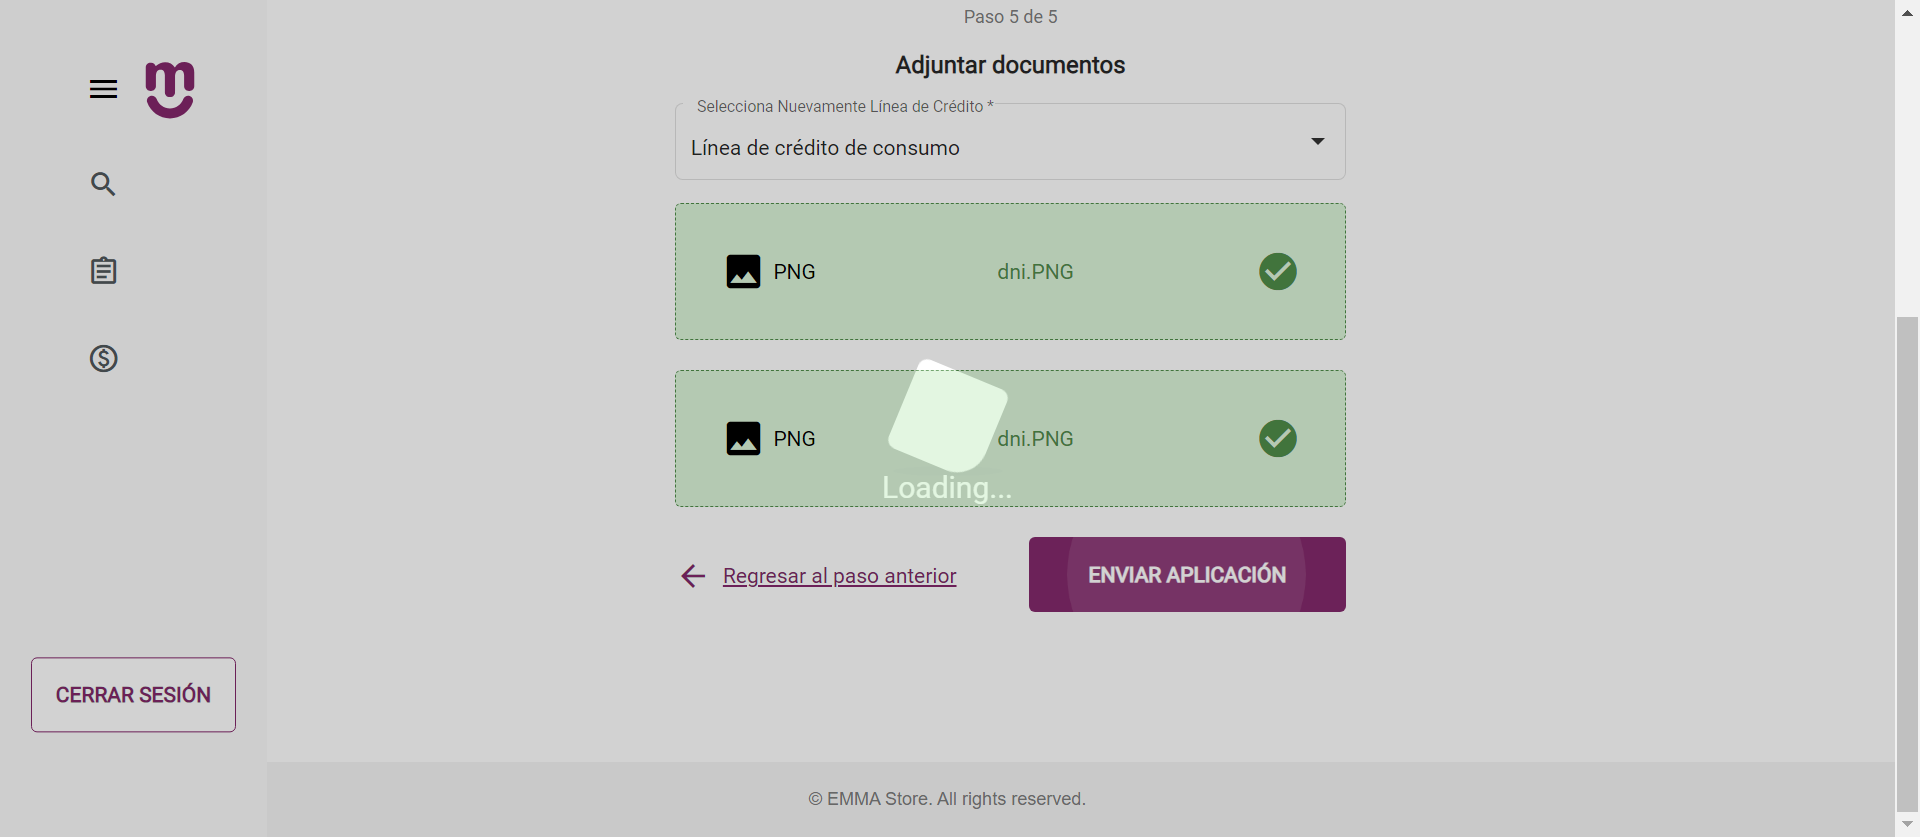 Paso 5 de 5
Adjuntar documentos
Selecciona Nuevamente Línea de Crédito *
Línea de crédito de consumo
PNG dni.PNG
PNG dni.PNG
Loading...
Regresar al paso anterior
ENVIAR APLICACIÓN
CERRAR SESIÓN
© EMMA Store. All rights reserved.